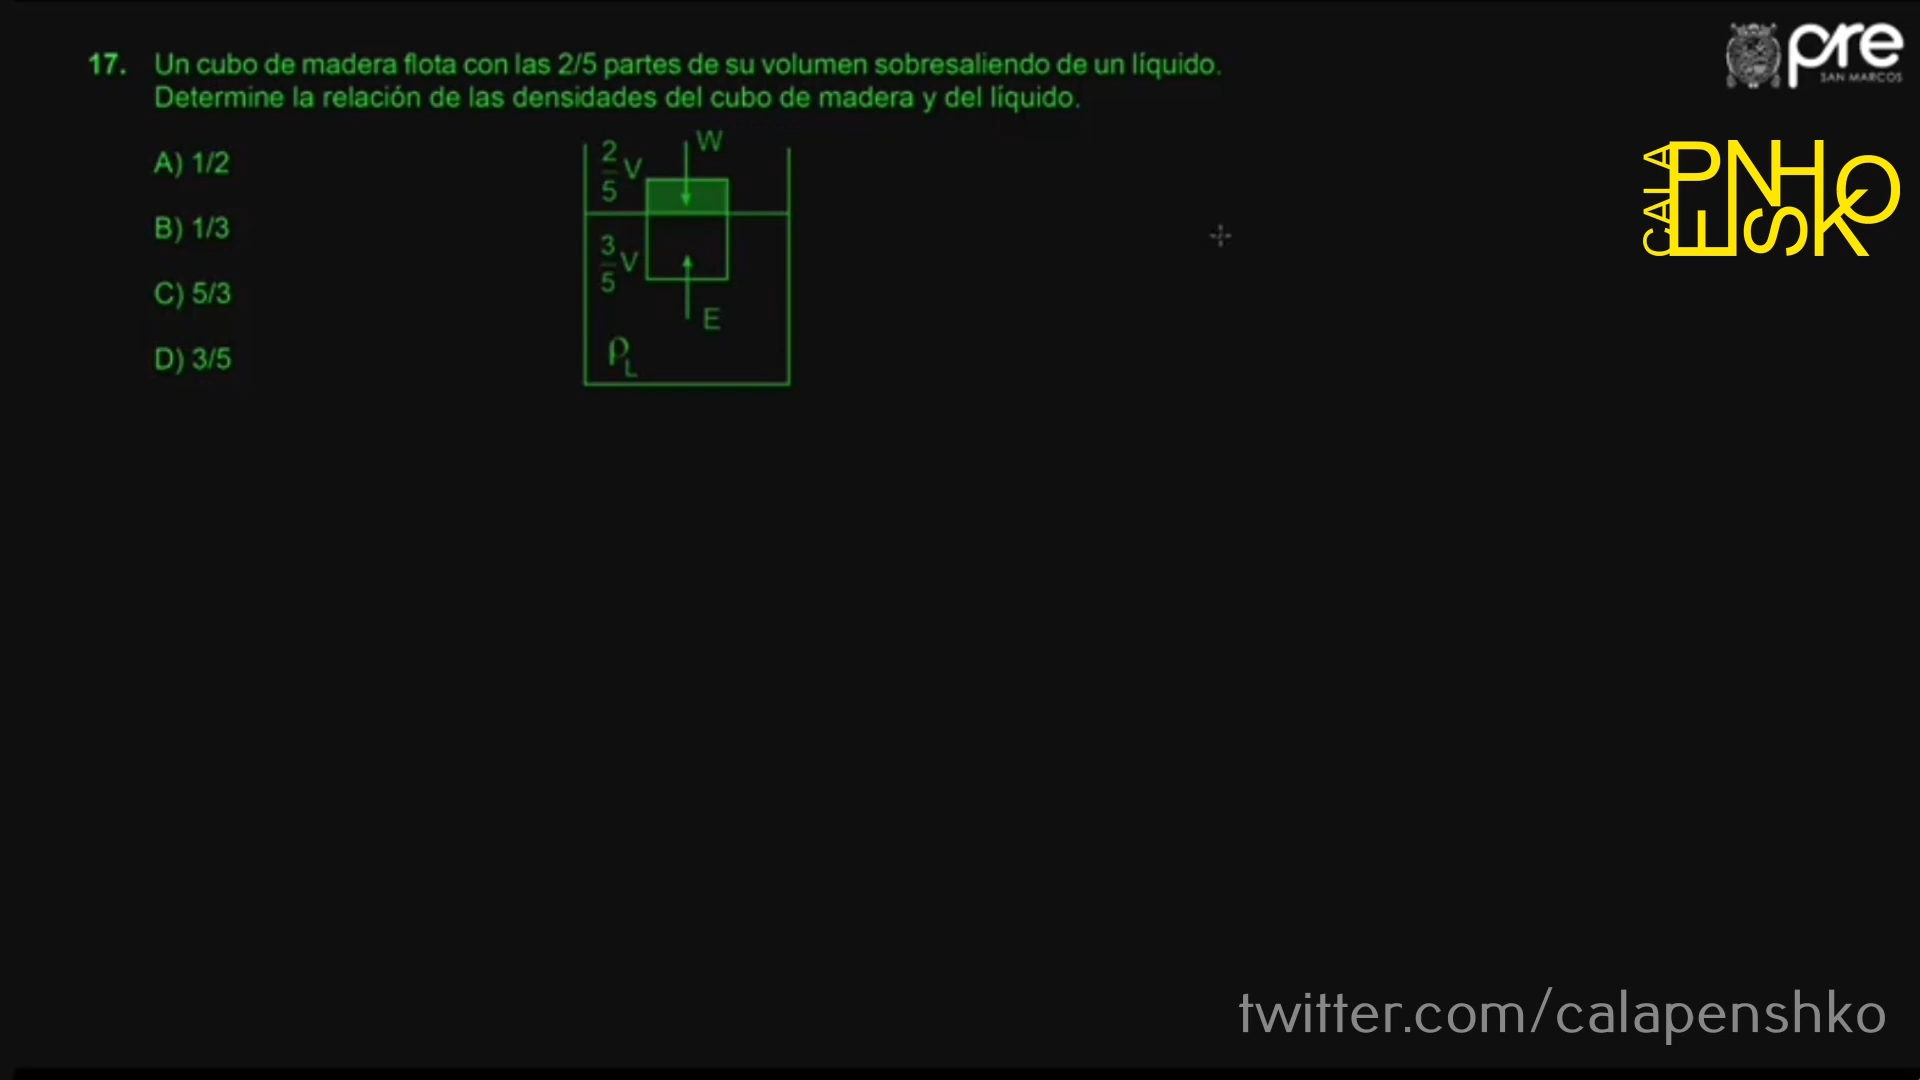 17. Un cubo de madera flota con las 2/5 partes de su volumen sobresaliendo de un líquido.
Determine la relación de las densidades del cubo de madera y del líquido.
A) 1/2
B) 1/3
C) 5/3
D) 3/5
2/5 V
W
3/5 V
E
ρL
pre
SAN MARCOS
CALA
PENSHKO
twitter.com/calapenshko